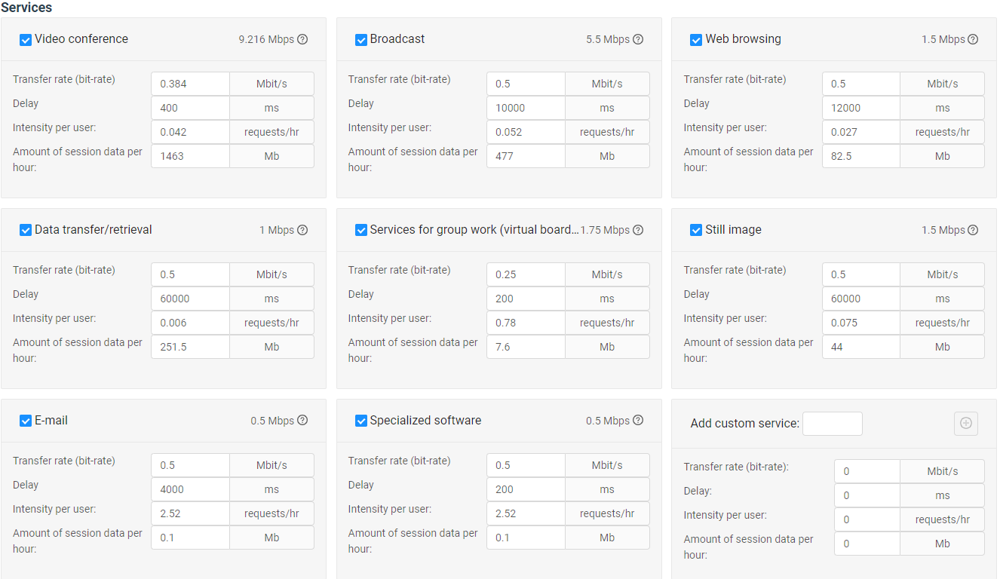 Services
Video conference 9.216 Mbps
Transfer rate (bit-rate) 0.384 Mbit/s
Delay 400 ms
Intensity per user: 0.042 requests/hr
Amount of session data per 1463 Mb
hour:
Broadcast 5.5 Mbps
Transfer rate (bit-rate) 0.5 Mbit/s
Delay 10000 ms
Intensity per user: 0.052 requests/hr
Amount of session data per 477 Mb
hour:
Web browsing 1.5 Mbps
Transfer rate (bit-rate) 0.5 Mbit/s
Delay 12000 ms
Intensity per user: 0.027 requests/hr
Amount of session data per 82.5 Mb
hour:
Data transfer/retrieval 1 Mbps
Transfer rate (bit-rate) 0.5 Mbit/s
Delay 60000 ms
Intensity per user: 0.006 requests/hr
Amount of session data per 251.5 Mb
hour:
Services for group work (virtual board... 1.75 Mbps
Transfer rate (bit-rate) 0.25 Mbit/s
Delay 200 ms
Intensity per user: 0.78 requests/hr
Amount of session data per 7.6 Mb
hour:
Still image 1.5 Mbps
Transfer rate (bit-rate) 0.5 Mbit/s
Delay 60000 ms
Intensity per user: 0.075 requests/hr
Amount of session data per 44 Mb
hour:
E-mail 0.5 Mbps
Transfer rate (bit-rate) 0.5 Mbit/s
Delay 4000 ms
Intensity per user: 2.52 requests/hr
Amount of session data per 0.1 Mb
hour:
Specialized software 0.5 Mbps
Transfer rate (bit-rate) 0.5 Mbit/s
Delay 200 ms
Intensity per user: 2.52 requests/hr
Amount of session data per 0.1 Mb
hour:
Add custom service:
Transfer rate (bit-rate): 0 Mbit/s
Delay: 0 ms
Intensity per user: 0 requests/hr
Amount of session data per 0 Mb
hour: